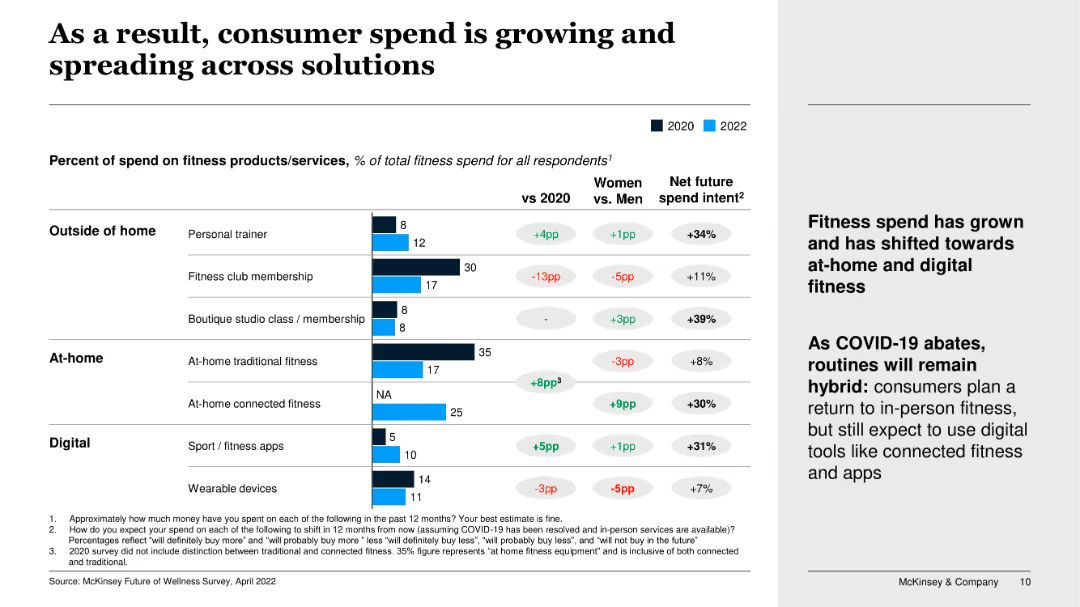 As a result, consumer spend is growing and
spreading across solutions
2020 2022
Percent of spend on fitness products/services, % of total fitness spend for all respondents1
vs 2020
Women
vs. Men
Net future
spend intent2
Outside of home
Personal trainer 8 12 +4pp +1pp +34%
Fitness club membership 30 17 -13pp -5pp +11%
Boutique studio class / membership 8 8 - +3pp +39%
At-home
At-home traditional fitness 35 17 -3pp +8%
+8pp3
At-home connected fitness NA 25 +9pp +30%
Digital
Sport / fitness apps 5 10 +5pp +1pp +31%
Wearable devices 14 11 -3pp -5pp +7%
1. Approximately how much money have you spent on each of the following in the past 12 months? Your best estimate is fine.
2. How do you expect your spend on each of the following to shift in 12 months from now (assuming COVID-19 has been resolved and in-person services are available)?
Percentages reflect “will definitely buy more” and “will probably buy more ” less “will definitely buy less”, “will probably buy less”, and “will not buy in the future”
3. 2020 survey did not include distinction between traditional and connected fitness. 35% figure represents “at home fitness equipment” and is inclusive of both connected
and traditional.
Source: McKinsey Future of Wellness Survey, April 2022
McKinsey & Company 10
Fitness spend has grown
and has shifted towards
at-home and digital
fitness
As COVID-19 abates,
routines will remain
hybrid: consumers plan a
return to in-person fitness,
but still expect to use digital
tools like connected fitness
and apps